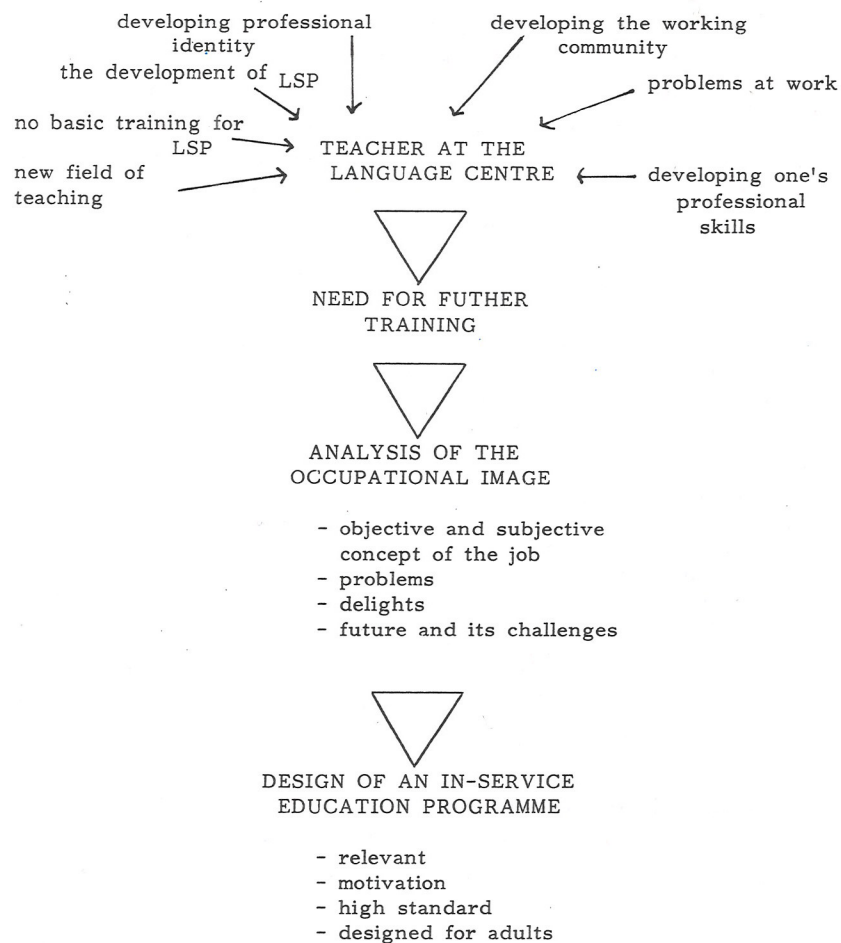 developing professional
identity
the development of LSP
no basic training for
LSP
new field of
teaching
developing the working
community
problems at work
TEACHER AT THE
LANGUAGE CENTRE
developing one's
professional
skills
NEED FOR FUTHER
TRAINING
ANALYSIS OF THE
OCCUPATIONAL IMAGE
- objective and subjective
concept of the job
- problems
- delights
- future and its challenges
DESIGN OF AN IN-SERVICE
EDUCATION PROGRAMME
- relevant
- motivation
- high standard
- designed for adults